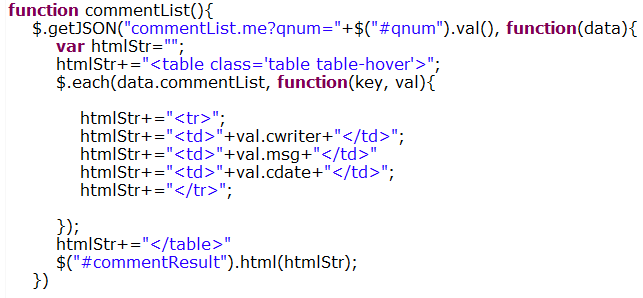 function commentList(){
$.getJSON("commentList.me?qnum="+$("#qnum").val(), function(data){
var htmlStr="";
htmlStr+="<table class='table table-hover'>";
$.each(data.commentList, function(key, val){
htmlStr+="<tr>";
htmlStr+="<td>"+val.cwriter+"</td>";
htmlStr+="<td>"+val.msg+"</td>"
htmlStr+="<td>"+val.cdate+"</td>";
htmlStr+="</tr>";
});
htmlStr+="</table>"
$("#commentResult").html(htmlStr);
})